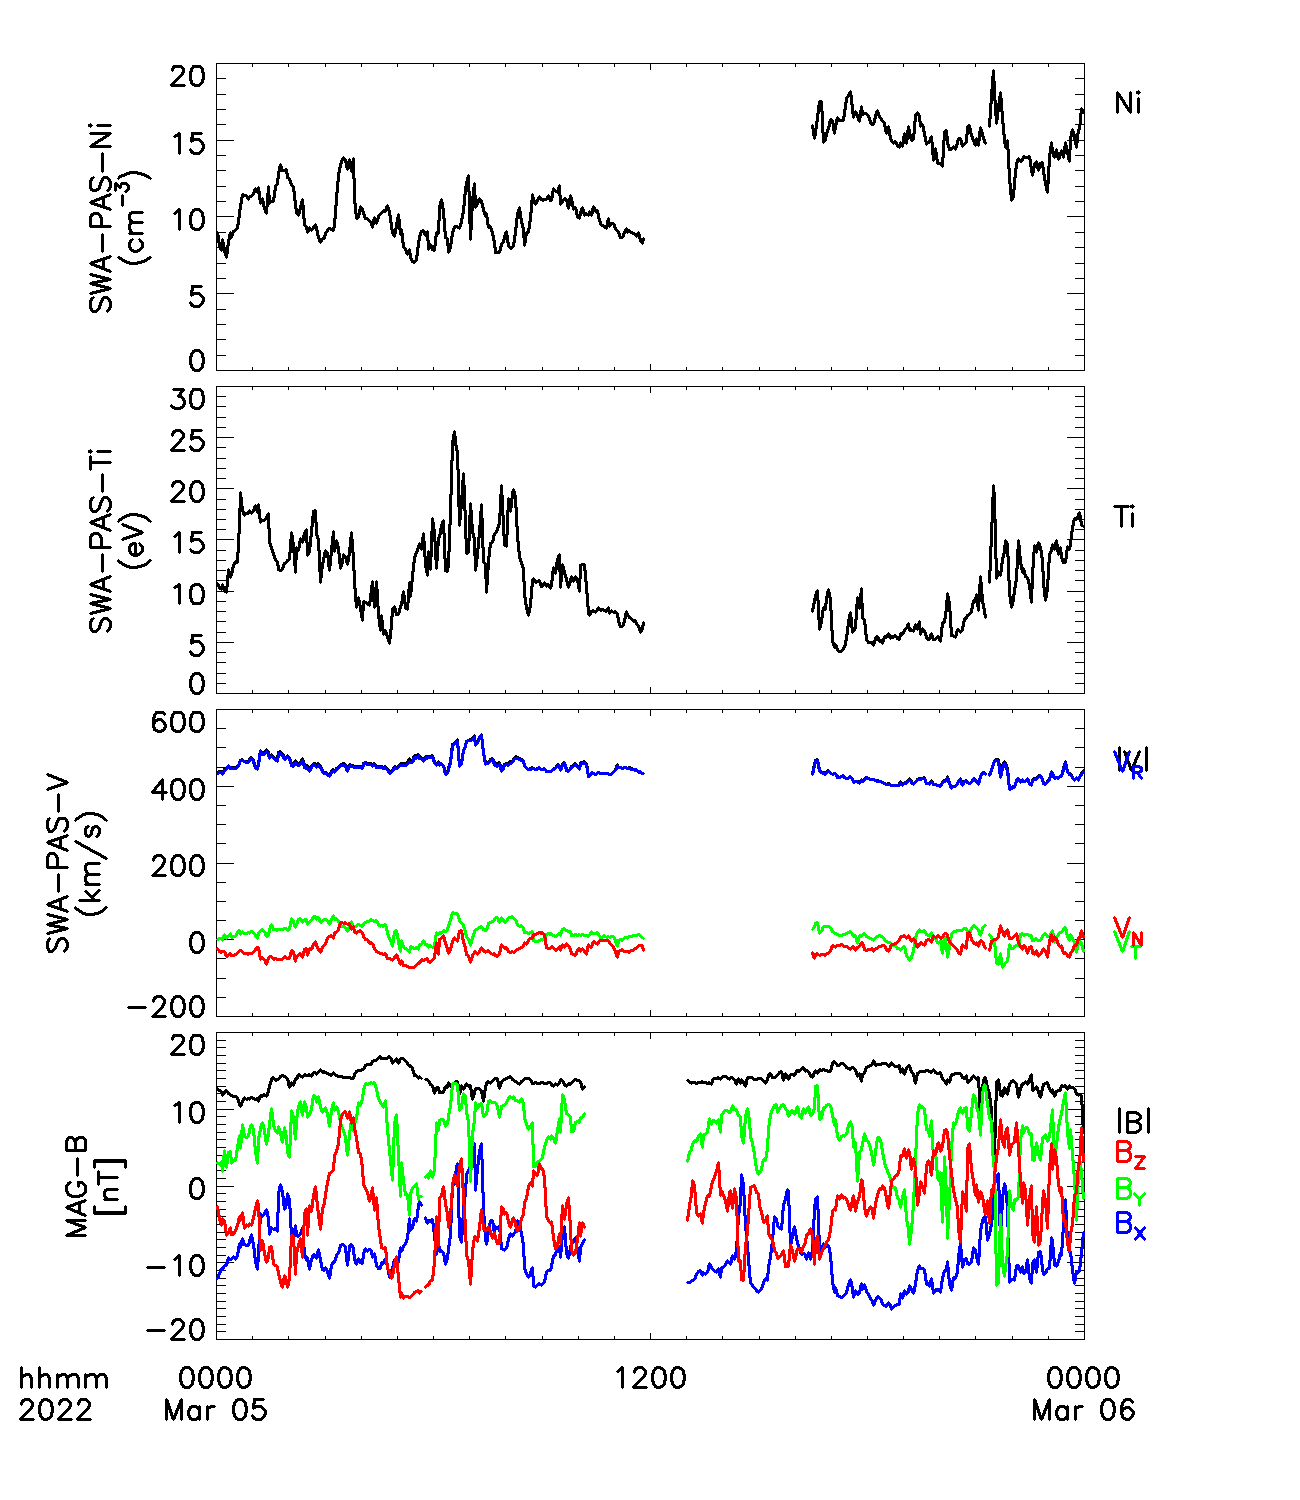 20
15
10
5
0
SWA-PAS-Ni
(cm⁻³)
Ni
30
25
20
15
10
5
0
SWA-PAS-Ti
(eV)
Ti
600
400
200
0
-200
SWA-PAS-V
(km/s)
|V|
VR
VN
VT
20
10
0
-10
-20
MAG-B
[nT]
|B|
BZ
BY
BX
hhmm 0000 1200 0000
2022 Mar 05 Mar 06